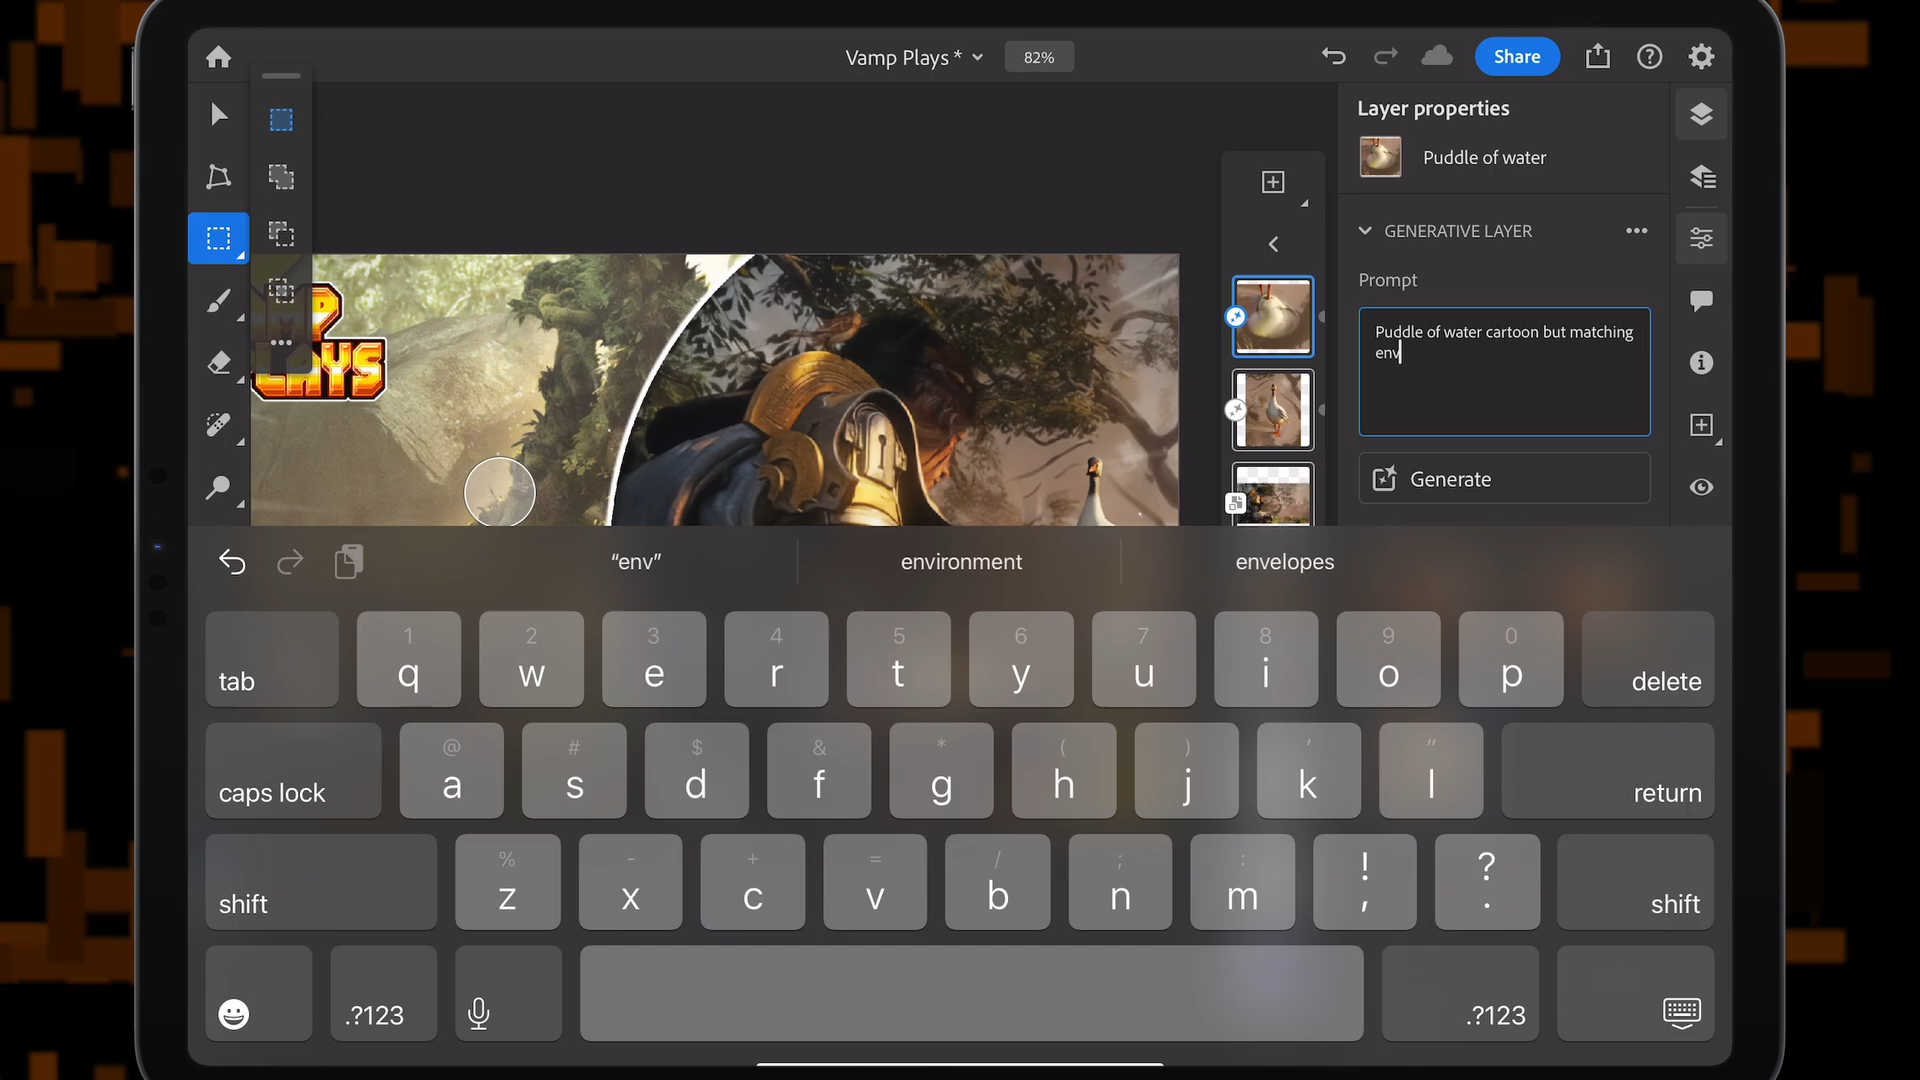 Vamp Plays *
82%
Share
Layer properties
Puddle of water
GENERATIVE LAYER
Prompt
Puddle of water cartoon but matching
env
Generate
PLAYS
“env”
environment
envelopes
1 2 3 4 5 6 7 8 9 0
tab q w e r t y u i o p delete
@ # $ & * ( ) ' "
caps lock a s d f g h j k l return
% - + = / ; : ! ?
shift z x c v b n m , . shift
.?123
.?123